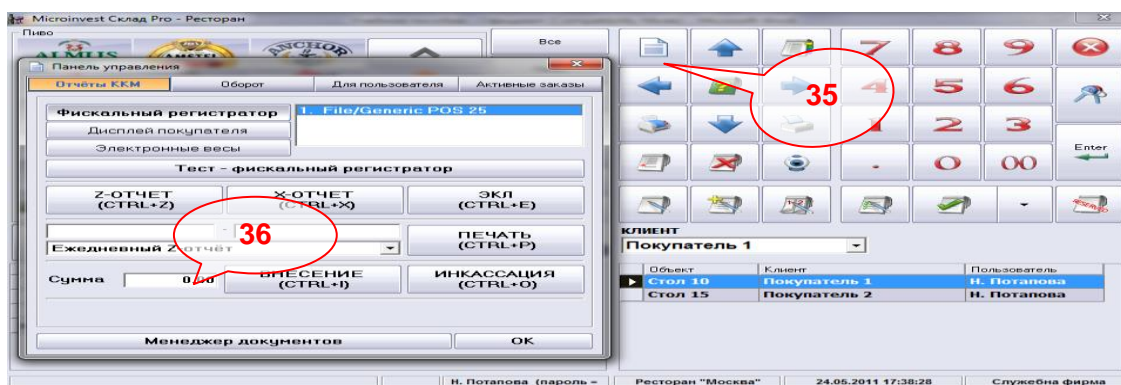 Microinvest Склад Pro - Ресторан
Пиво
ALMUS
AMSTEL
ANCHOR
Все
Панель управления
Отчёты ККМ
Оборот
Для пользователя
Активные заказы
Фискальный регистратор
1. File/Generic POS 25
Дисплей покупателя
Электронные весы
Тест - фискальный регистратор
Z-ОТЧЕТ
(CTRL+Z)
X-ОТЧЕТ
(CTRL+X)
ЭКЛ
(CTRL+E)
-
Ежедневный Z-отчёт
ПЕЧАТЬ
(CTRL+P)
36
Сумма
0.00
ВНЕСЕНИЕ
(CTRL+I)
ИНКАССАЦИЯ
(CTRL+O)
Менеджер документов
OK
7 8 9
4 5 6
35
1 2 3
. 0 00
Enter
-
RESERVED
КЛИЕНТ
Покупатель 1
Объект Клиент Пользователь
Стол 10 Покупатель 1 Н. Потапова
Стол 15 Покупатель 2 Н. Потапова
Н. Потапова (пароль =
Ресторан "Москва"
24.05.2011 17:38:28
Служебна фирма